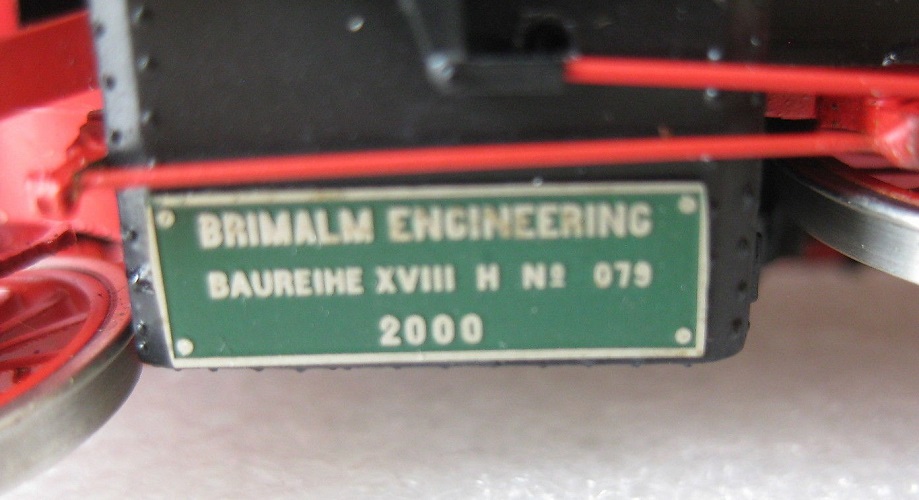 BRIMALM ENGINEERING
BAUREIHE XVIII H Nº 079
2000